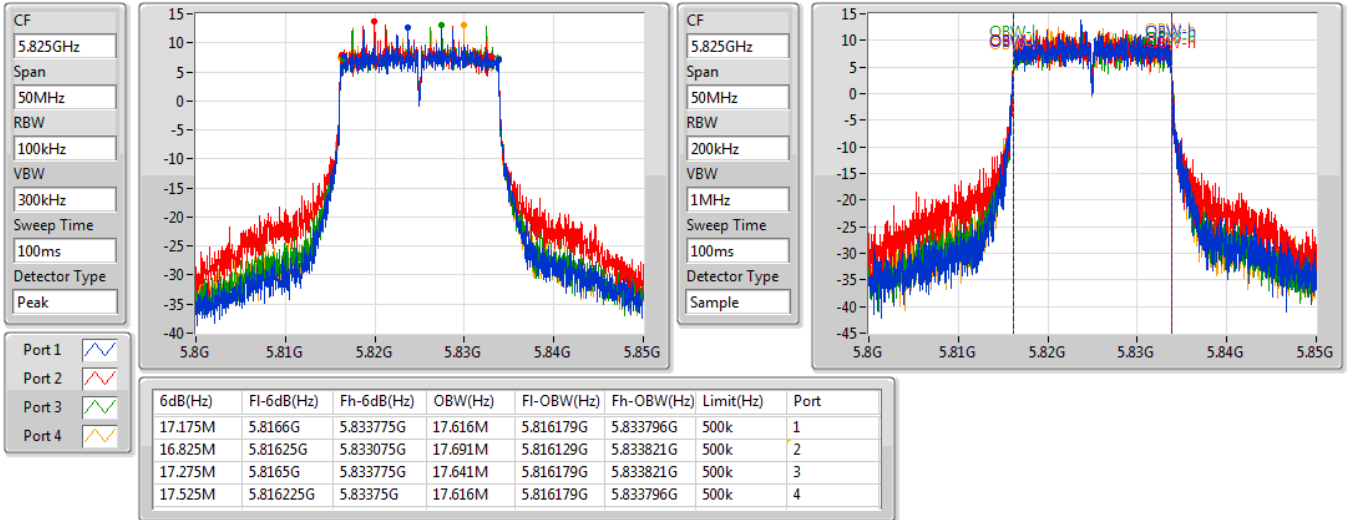 CF
5.825GHz
Span
50MHz
RBW
100kHz
VBW
300kHz
Sweep Time
100ms
Detector Type
Peak
15
10
5
0
-5
-10
-15
-20
-25
-30
-35
-40
5.8G 5.81G 5.82G 5.83G 5.84G 5.85G
CF
5.825GHz
Span
50MHz
RBW
200kHz
VBW
1MHz
Sweep Time
100ms
Detector Type
Sample
15
10
5
0
-5
-10
-15
-20
-25
-30
-35
-40
-45
OBW-l OBW-h
5.8G 5.81G 5.82G 5.83G 5.84G 5.85G
Port 1
Port 2
Port 3
Port 4
6dB(Hz) Fl-6dB(Hz) Fh-6dB(Hz) OBW(Hz) Fl-OBW(Hz) Fh-OBW(Hz) Limit(Hz) Port
17.175M 5.8166G 5.833775G 17.616M 5.816179G 5.833796G 500k 1
16.825M 5.81625G 5.833075G 17.691M 5.816129G 5.833821G 500k 2
17.275M 5.8165G 5.833775G 17.641M 5.816179G 5.833821G 500k 3
17.525M 5.816225G 5.83375G 17.616M 5.816179G 5.833796G 500k 4